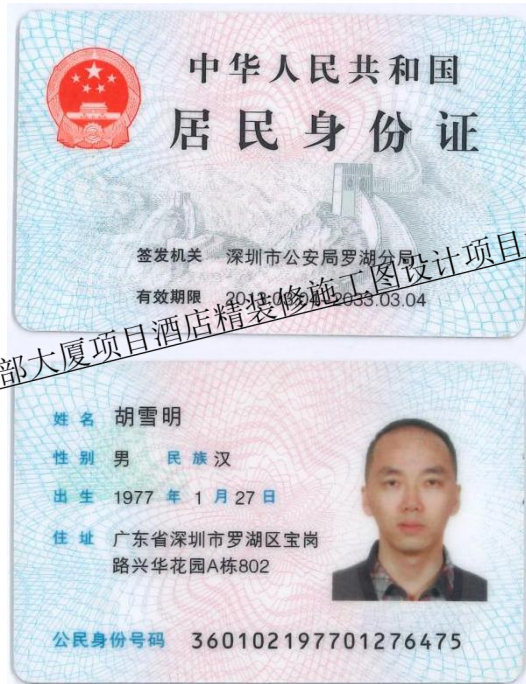 中华人民共和国
居民身份证
签发机关 深圳市公安局罗湖分局
有效期限 2033.03.04
部大厦项目酒店精装修施工图设计项目
姓名 胡雪明
性别 男 民族 汉
出生 1977 年 1 月 27 日
住址 广东省深圳市罗湖区宝岗
路兴华花园A栋802
公民身份号码 360102197701276475